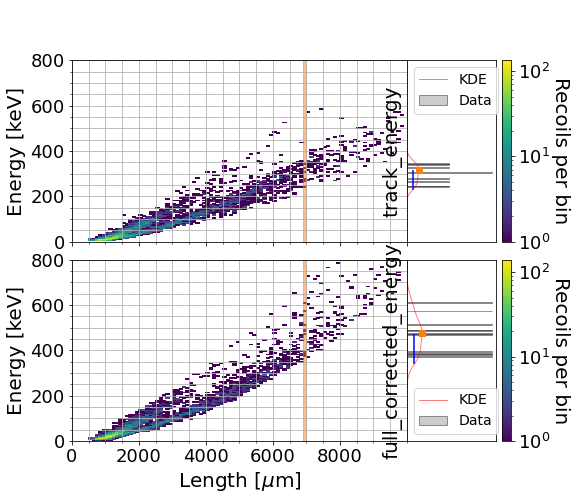 800
600
400
200
0
Energy [keV]
track_energy
KDE
Data
10²
10¹
10⁰
Recoils per bin
800
600
400
200
0
Energy [keV]
full_corrected_energy
KDE
Data
10²
10¹
10⁰
Recoils per bin
0
2000
4000
6000
8000
Length [μm]